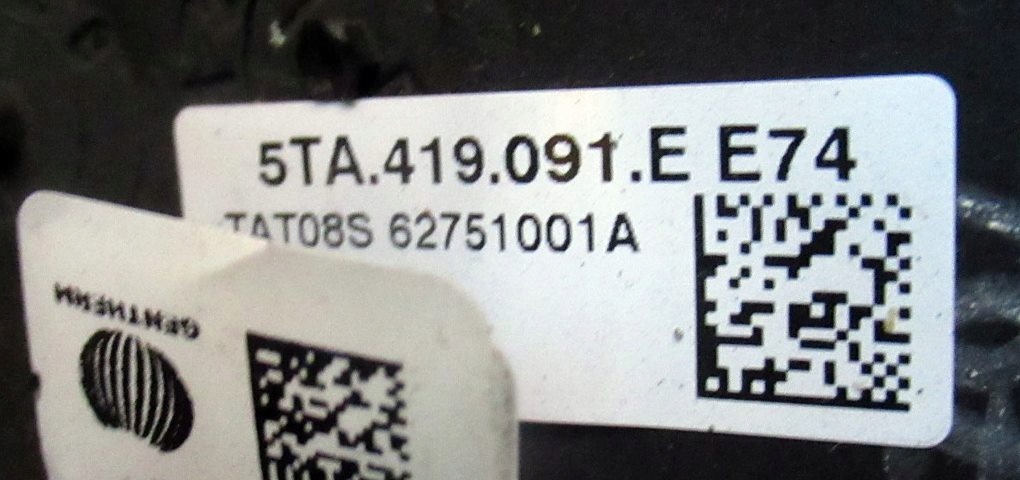 5TA.419.091.E E74
TAT08S 62751001A
GENTHERM